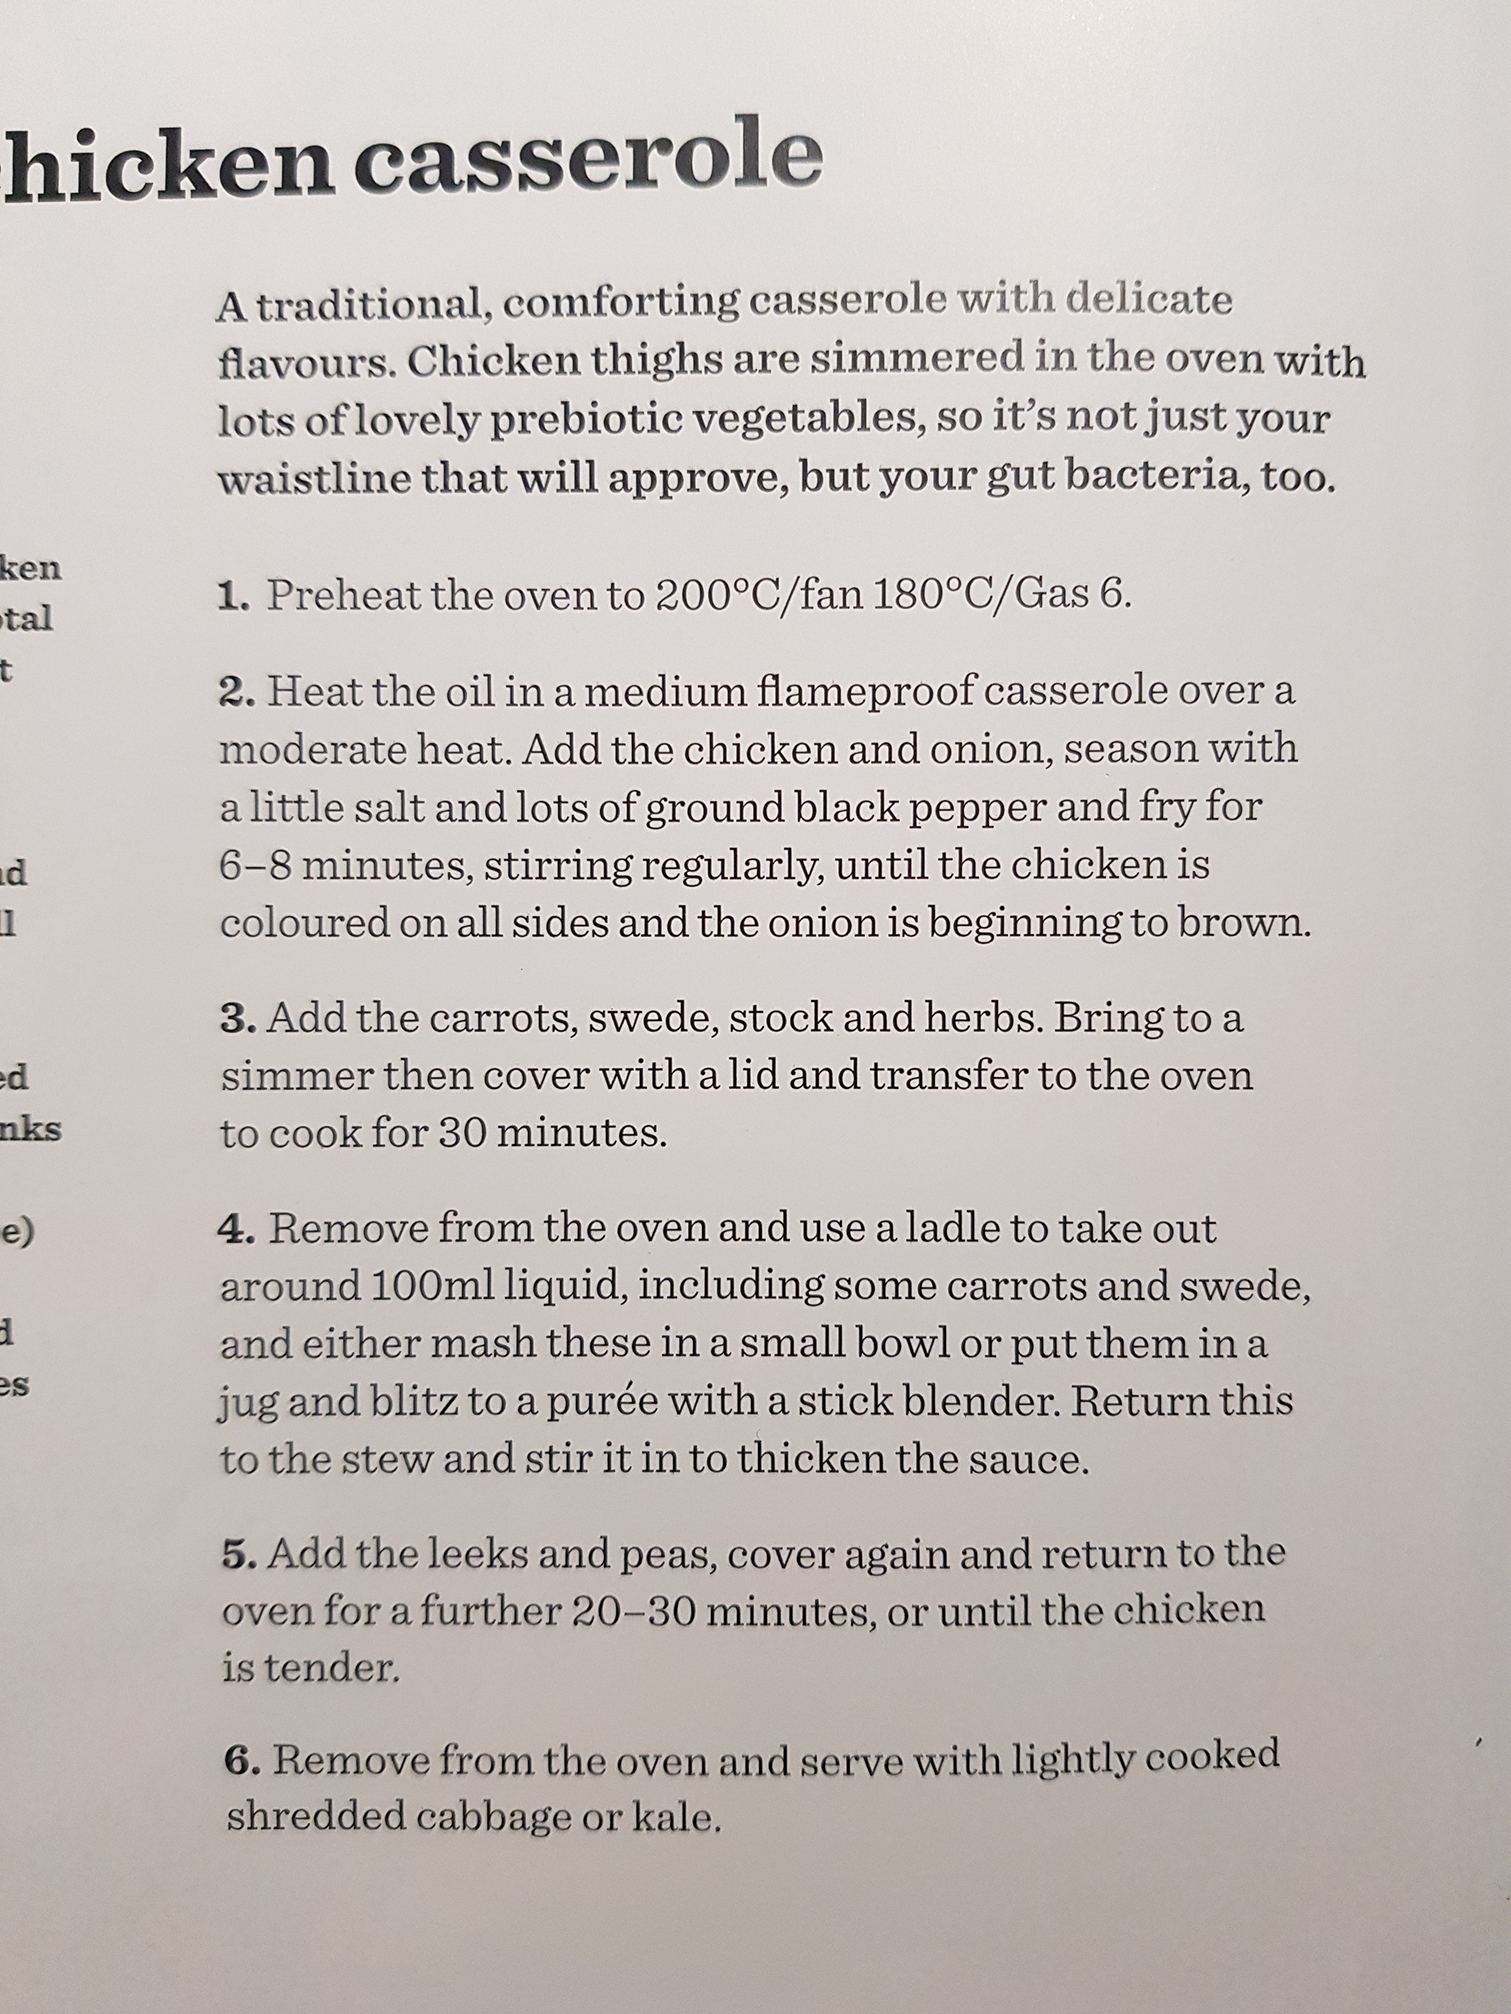 hicken casserole
A traditional, comforting casserole with delicate
flavours. Chicken thighs are simmered in the oven with
lots of lovely prebiotic vegetables, so it's not just your
waistline that will approve, but your gut bacteria, too.
ken
otal
t
d
ll
ed
nks
e)
d
es
1. Preheat the oven to 200°C/fan 180°C/Gas 6.
2. Heat the oil in a medium flameproof casserole over a
moderate heat. Add the chicken and onion, season with
a little salt and lots of ground black pepper and fry for
6–8 minutes, stirring regularly, until the chicken is
coloured on all sides and the onion is beginning to brown.
3. Add the carrots, swede, stock and herbs. Bring to a
simmer then cover with a lid and transfer to the oven
to cook for 30 minutes.
4. Remove from the oven and use a ladle to take out
around 100ml liquid, including some carrots and swede,
and either mash these in a small bowl or put them in a
jug and blitz to a purée with a stick blender. Return this
to the stew and stir it in to thicken the sauce.
5. Add the leeks and peas, cover again and return to the
oven for a further 20–30 minutes, or until the chicken
is tender.
6. Remove from the oven and serve with lightly cooked
shredded cabbage or kale.